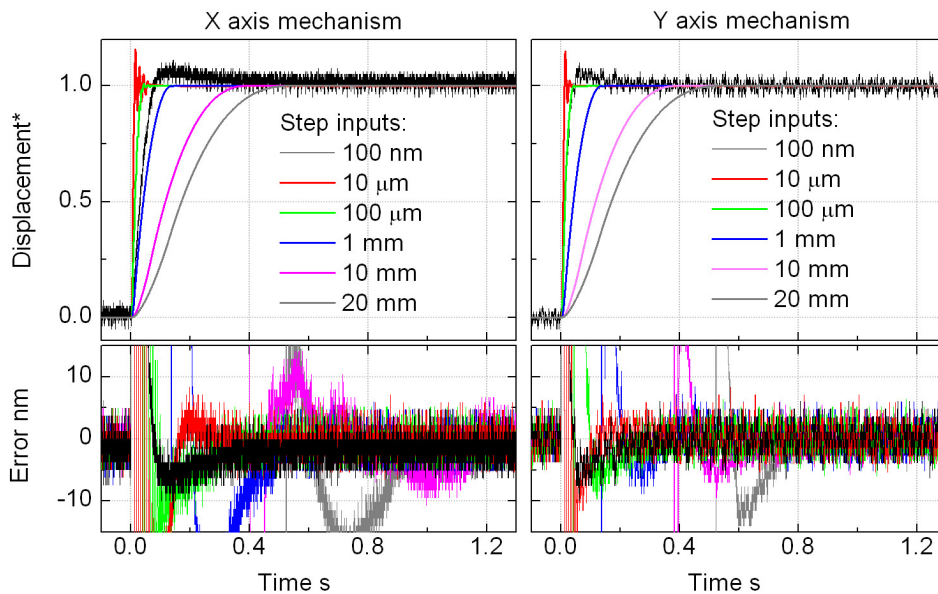 X axis mechanism
Y axis mechanism
Displacement*
1.0
0.5
0.0
Step inputs:
100 nm
10 μm
100 μm
1 mm
10 mm
20 mm
Step inputs:
100 nm
10 μm
100 μm
1 mm
10 mm
20 mm
Error nm
10
0
-10
0.0 0.4 0.8 1.2
0.0 0.4 0.8 1.2
Time s
Time s